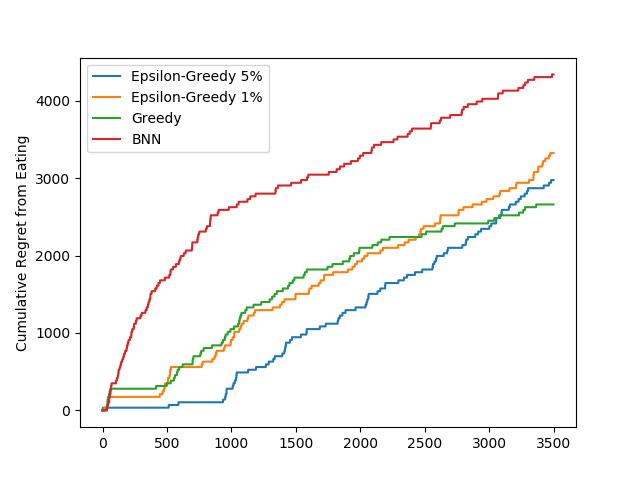 Epsilon-Greedy 5%
Epsilon-Greedy 1%
Greedy
BNN
Cumulative Regret from Eating
4000
3000
2000
1000
0
0 500 1000 1500 2000 2500 3000 3500